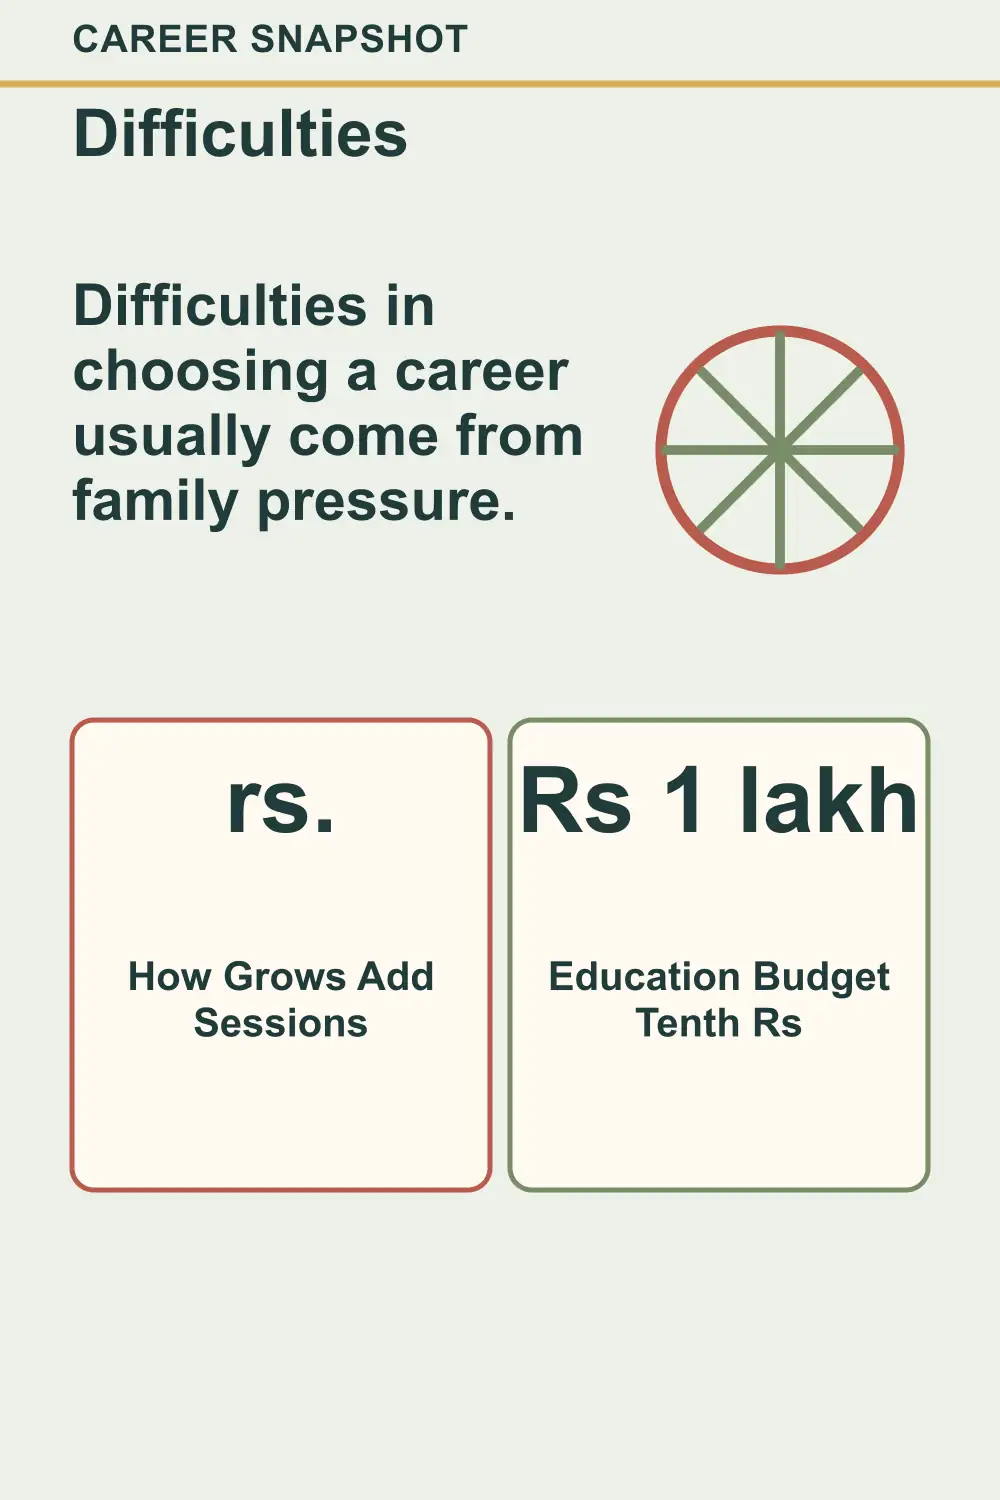 CAREER SNAPSHOT
Difficulties
Difficulties in
choosing a career
usually come from
family pressure.
rs.
How Grows Add
Sessions
Rs 1 lakh
Education Budget
Tenth Rs